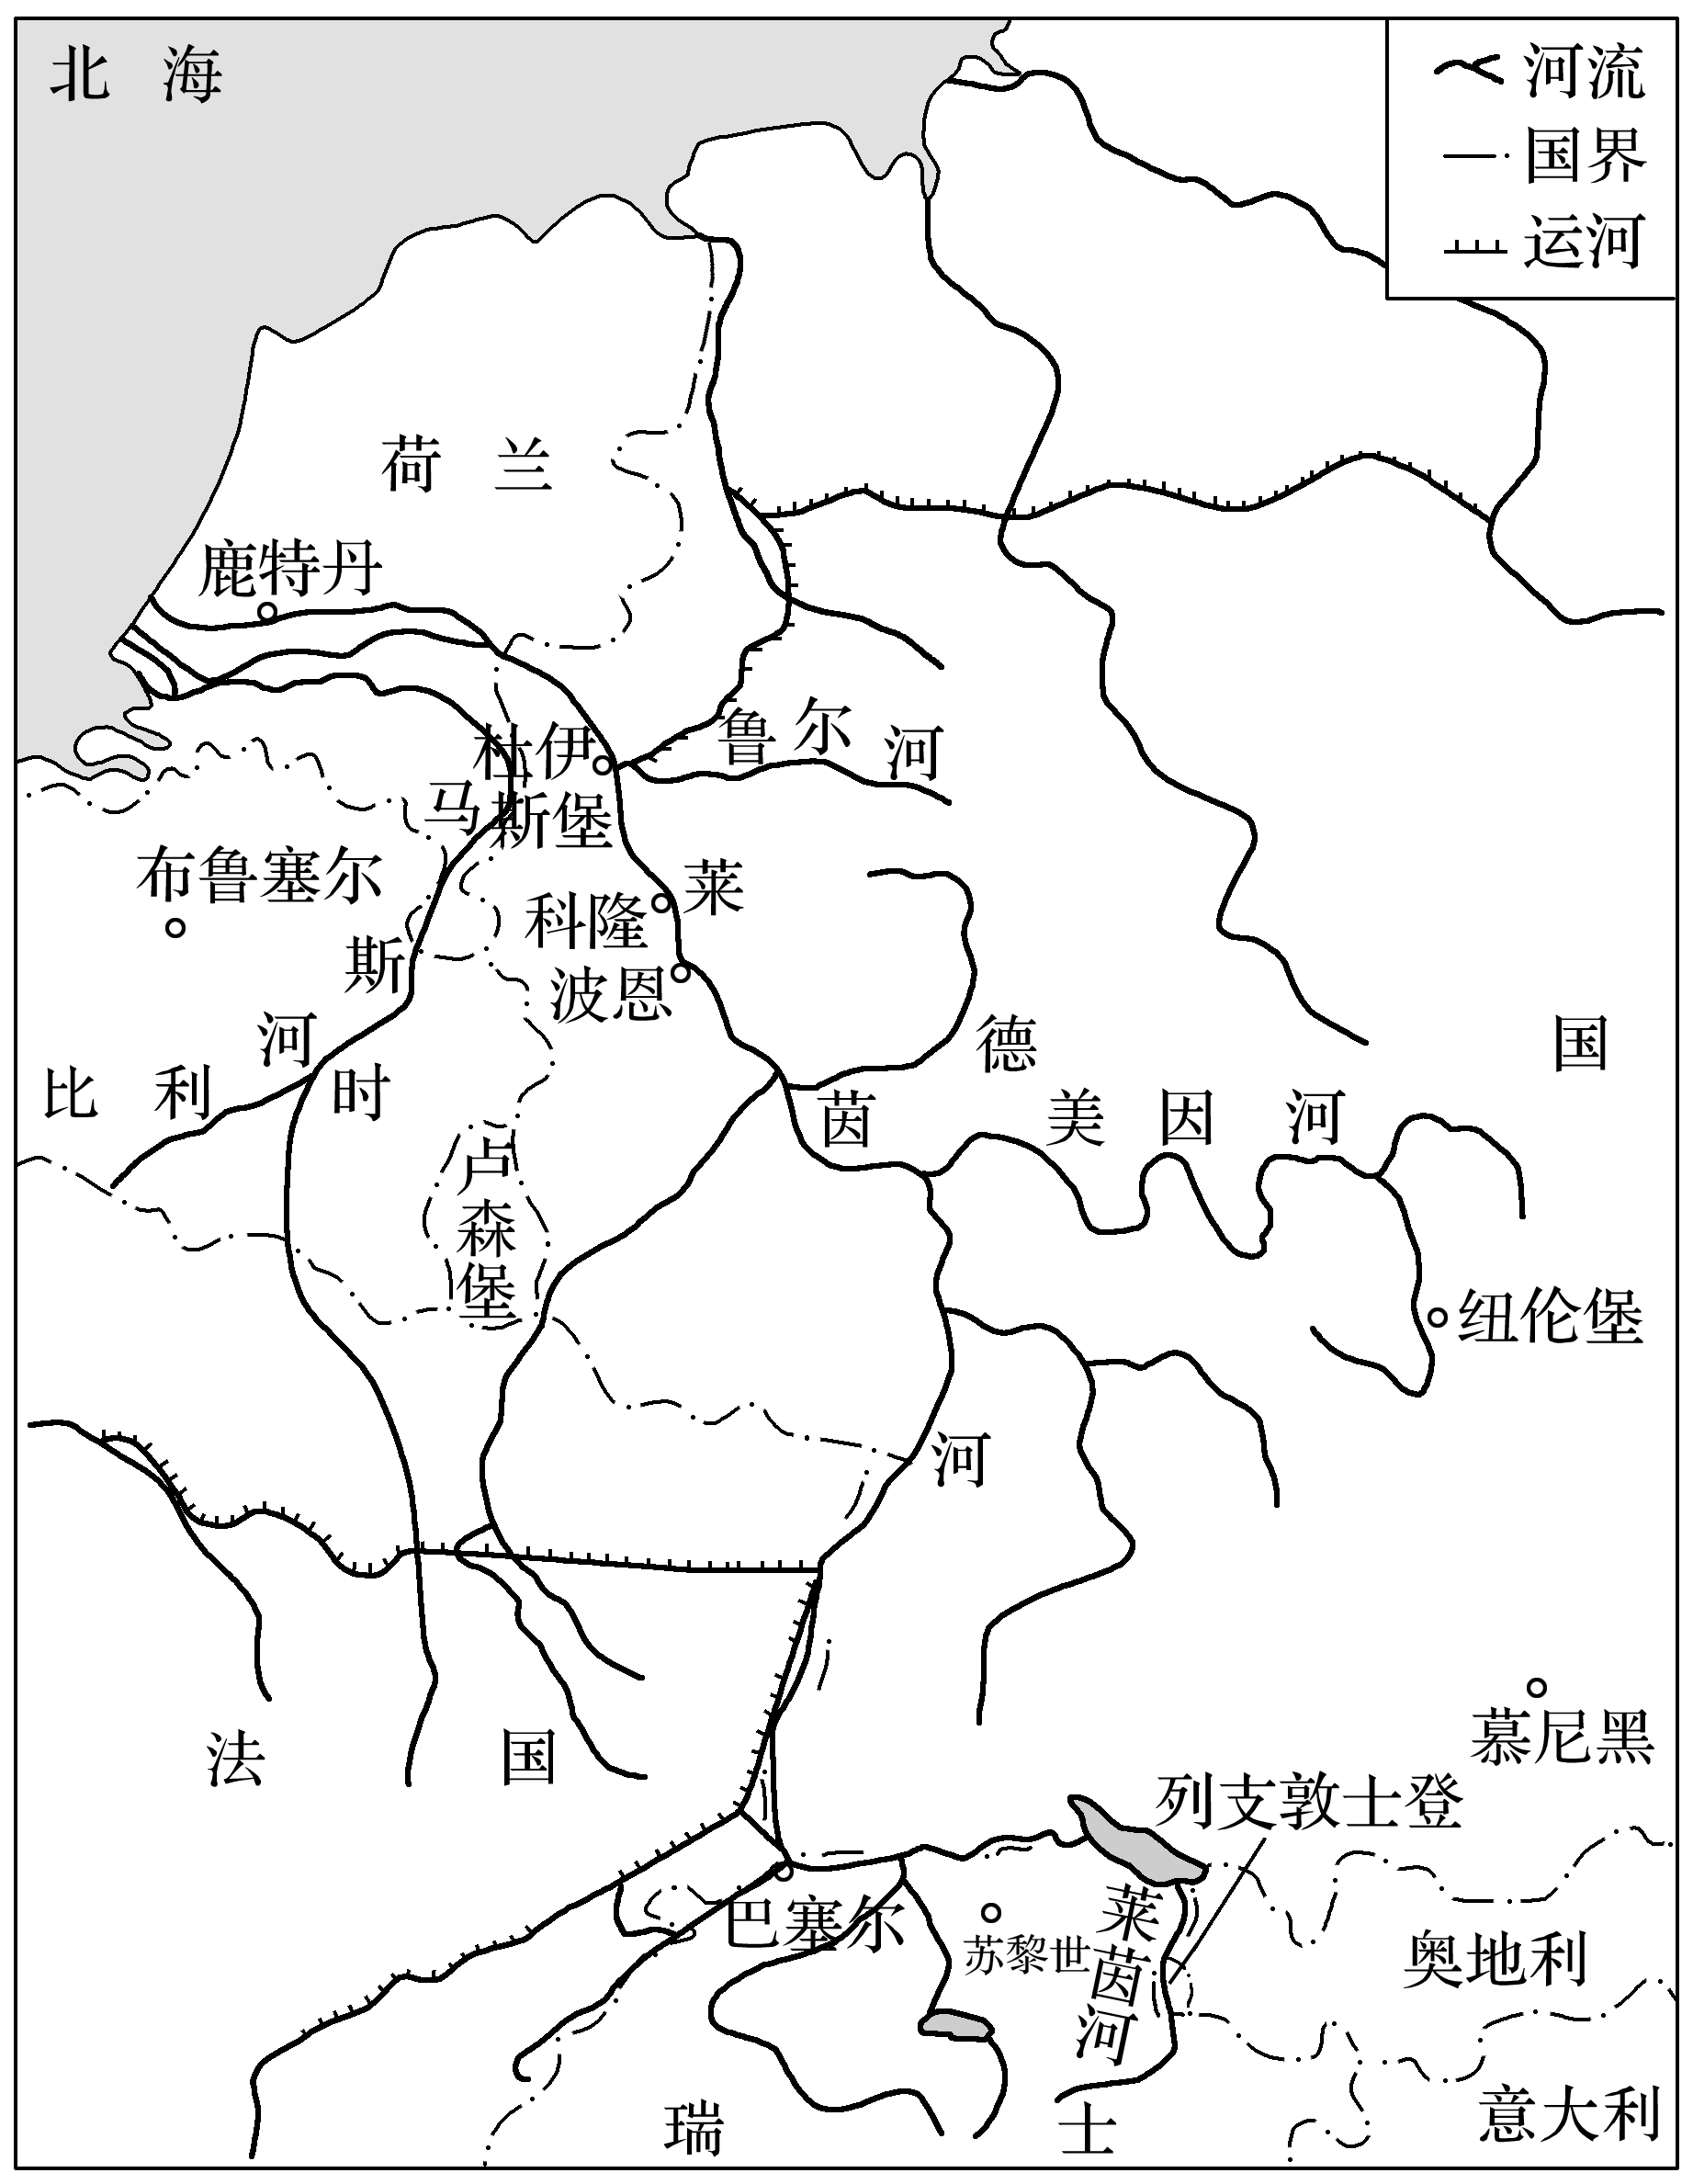 北海
河流
国界
运河
荷兰
鹿特丹
鲁尔河
杜伊
斯堡
马斯河
布鲁塞尔
科隆
波恩
莱茵河
德国
比利时
美因河
卢森堡
纽伦堡
法国
慕尼黑
列支敦士登
巴塞尔
苏黎世
莱茵河
奥地利
瑞士
意大利